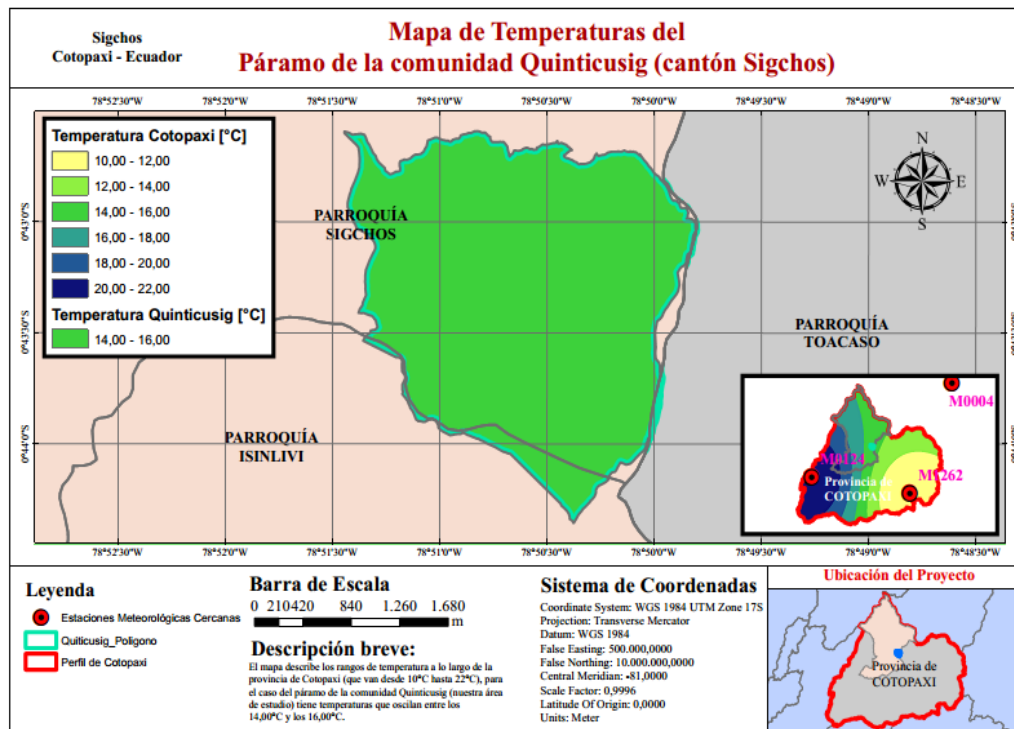 Sigchos
Cotopaxi - Ecuador
Mapa de Temperaturas del
Páramo de la comunidad Quinticusig (cantón Sigchos)
78°52'30"W 78°52'0"W 78°51'30"W 78°51'0"W 78°50'30"W 78°50'0"W 78°49'30"W 78°49'0"W 78°48'30"W
Temperatura Cotopaxi [°C]
10,00 - 12,00
12,00 - 14,00
14,00 - 16,00
16,00 - 18,00
18,00 - 20,00
20,00 - 22,00
Temperatura Quinticusig [°C]
14,00 - 16,00
N
W E
S
0°43'0"S
0°43'30"S
0°44'0"S
PARROQUÍA
SIGCHOS
PARROQUÍA
TOACASO
PARROQUÍA
ISINLIVI
0°43'0"S
0°43'30"S
0°44'0"S
M0004
M0124
M1262
Provincia de
COTOPAXI
78°52'30"W 78°52'0"W 78°51'30"W 78°51'0"W 78°50'30"W 78°50'0"W 78°49'30"W 78°49'0"W 78°48'30"W
Leyenda
Estaciones Meteorológicas Cercanas
Quiticusig_Poligono
Perfil de Cotopaxi
Barra de Escala
0 210420 840 1.260 1.680
m
Descripción breve:
El mapa describe los rangos de temperatura a lo largo de la
provincia de Cotopaxi (que van desde 10°C hasta 22°C), para
el caso del páramo de la comunidad Quinticusig (nuestra área
de estudio) tiene temperaturas que oscilan entre los
14,00°C y los 16,00°C.
Sistema de Coordenadas
Coordinate System: WGS 1984 UTM Zone 17S
Projection: Transverse Mercator
Datum: WGS 1984
False Easting: 500.000,0000
False Northing: 10.000.000,0000
Central Meridian: -81,0000
Scale Factor: 0,9996
Latitude Of Origin: 0,0000
Units: Meter
Ubicación del Proyecto
Provincia de
COTOPAXI